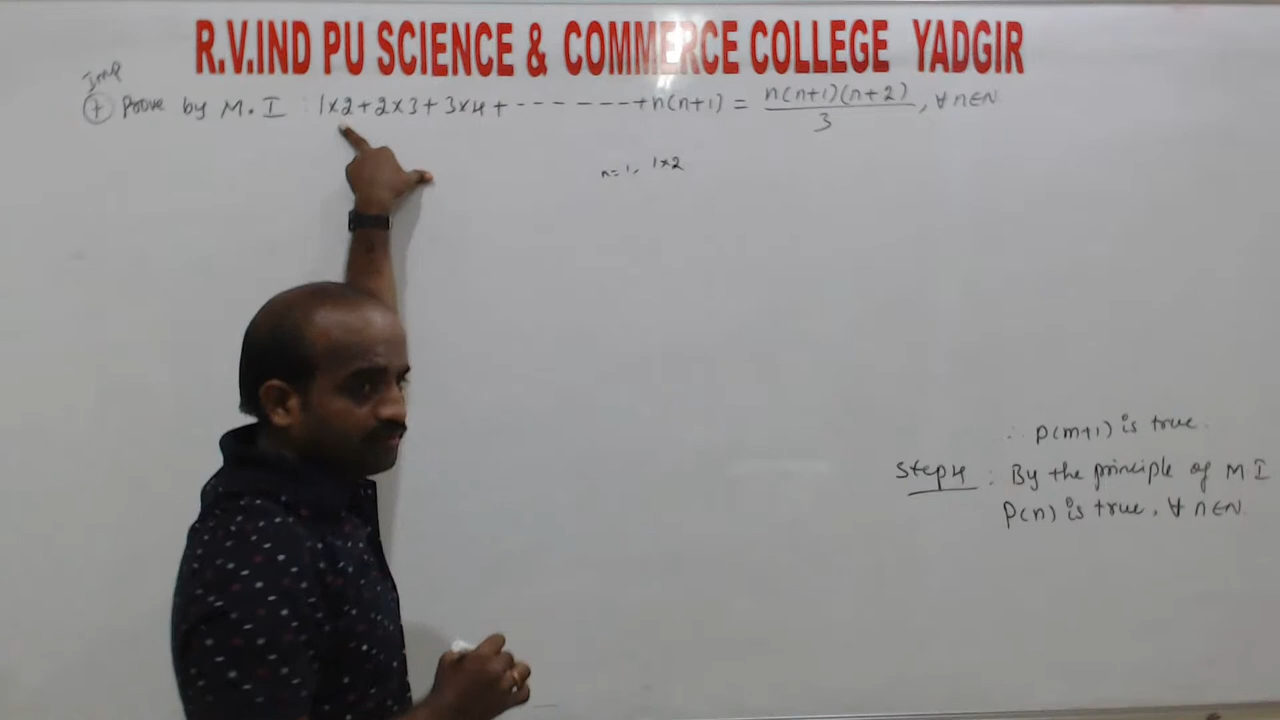 R.V.IND PU SCIENCE & COMMERCE COLLEGE YADGIR
Imp
7 Prove by M.I : 1×2+2×3+3×4+-------+n(n+1) = n(n+1)(n+2)/3, ∀ n∈N
n=1, 1×2
∴ P(m+1) is true.
Step 4 : By the principle of M I
P(n) is true, ∀ n∈N